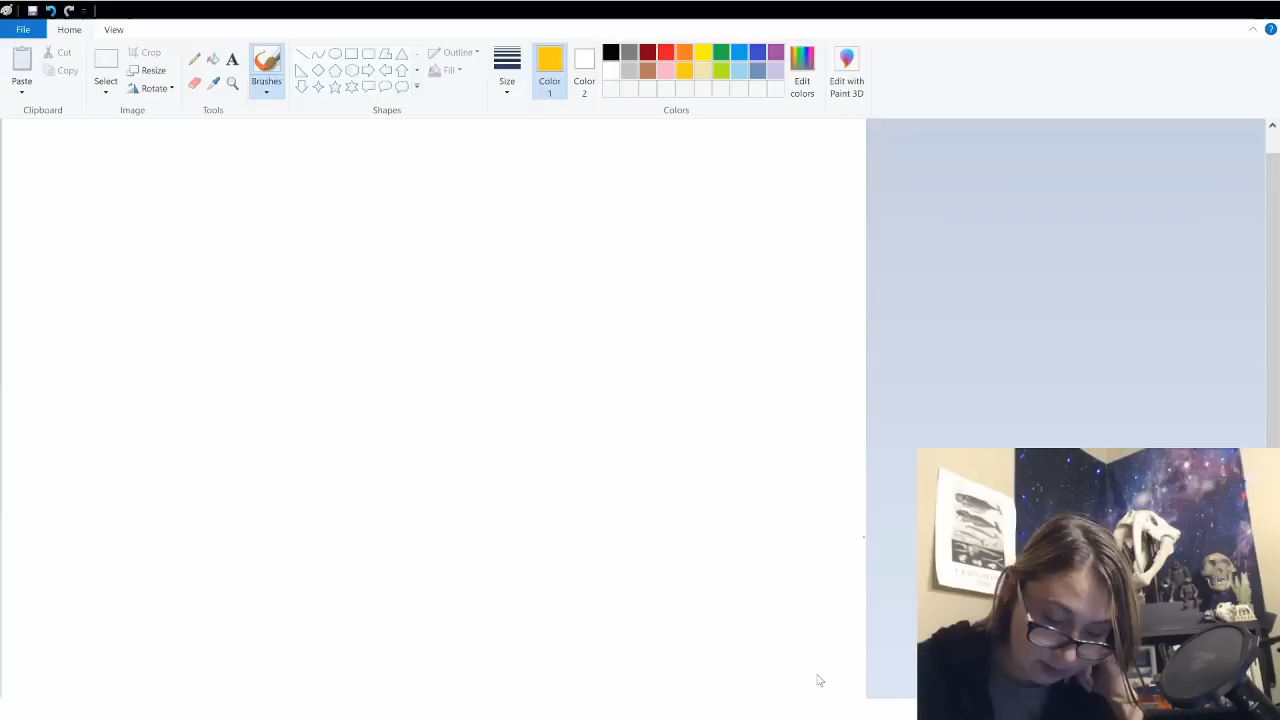 File Home View
Paste Cut Copy Clipboard
Select Crop Resize Rotate Image
A Tools
Brushes
Outline Fill Shapes
Size
Color 1
Color 2
Edit colors Colors
Edit with Paint 3D